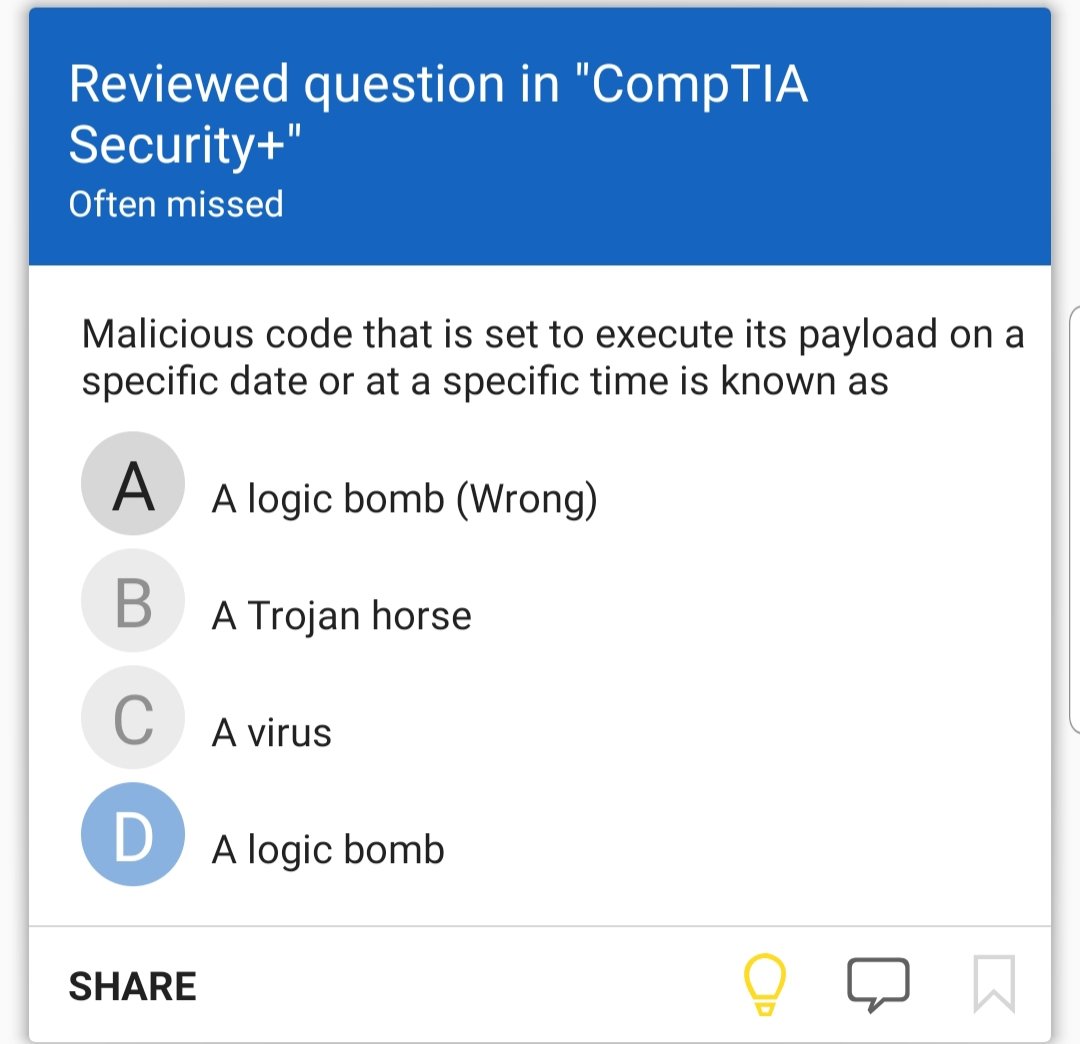 Reviewed question in "CompTIA
Security+"
Often missed
Malicious code that is set to execute its payload on a
specific date or at a specific time is known as
A A logic bomb (Wrong)
B A Trojan horse
C A virus
D A logic bomb
SHARE